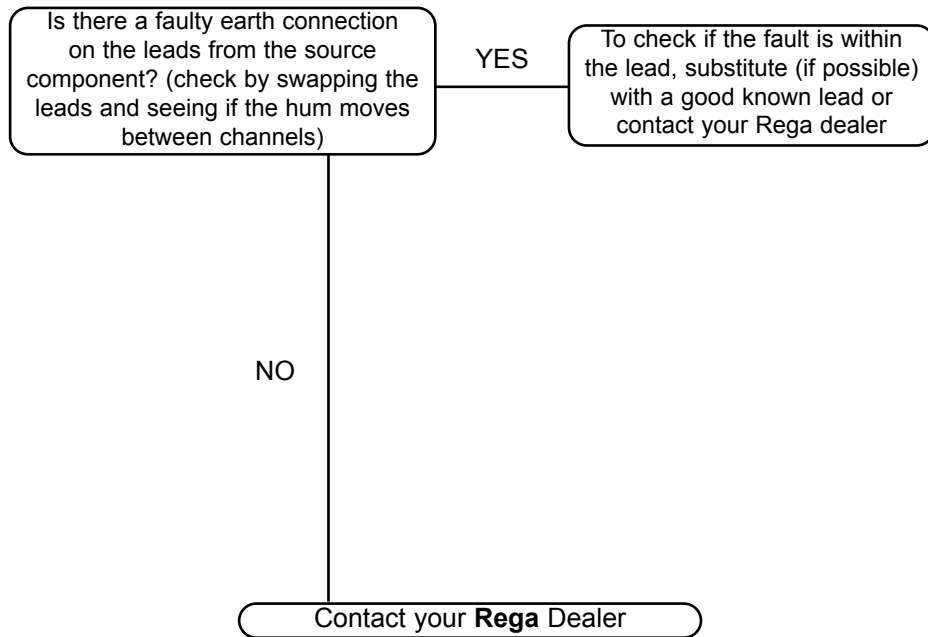 Is there a faulty earth connection
on the leads from the source
component? (check by swapping the
leads and seeing if the hum moves
between channels)
YES
To check if the fault is within
the lead, substitute (if possible)
with a good known lead or
contact your Rega dealer
NO
Contact your Rega Dealer